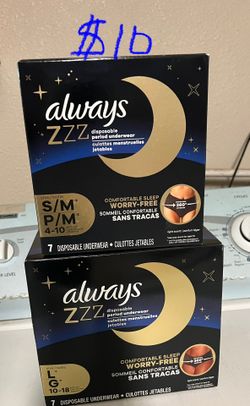 $10
always
ZZZ
disposable
period underwear
culottes menstruelles
jetables
S/M*
P/M*
4-10
COMFORTABLE SLEEP
WORRY-FREE
SOMMEIL CONFORTABLE
SANS TRACAS
360°
7 DISPOSABLE UNDERWEAR • CULOTTES JETABLES
always
ZZZ
disposable
period underwear
culottes menstruelles
jetables
L*
G*
10-18
COMFORTABLE SLEEP
WORRY-FREE
SOMMEIL CONFORTABLE
SANS TRACAS
7 DISPOSABLE UNDERWEAR • CULOTTES JETABLES